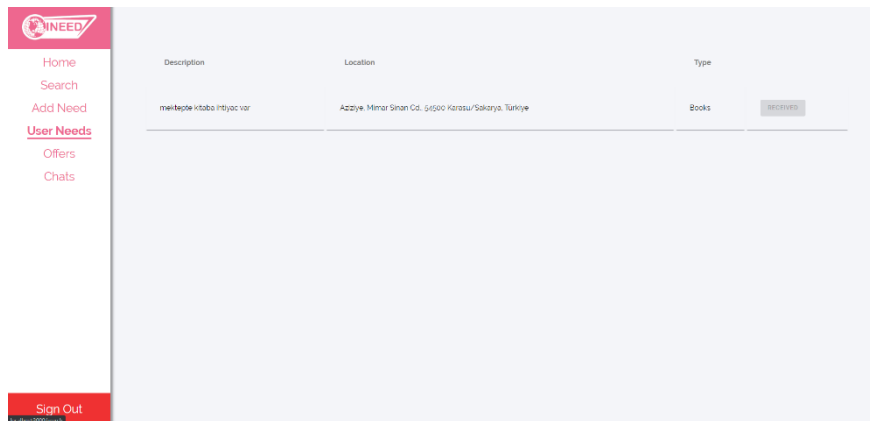 INEED
Home
Search
Add Need
User Needs
Offers
Chats
Sign Out
Description Location Type
mektepte kitaba ihtiyac var Aziziye, Mimar Sinan Cd., 54500 Karasu/Sakarya, Türkiye Books RECEIVED